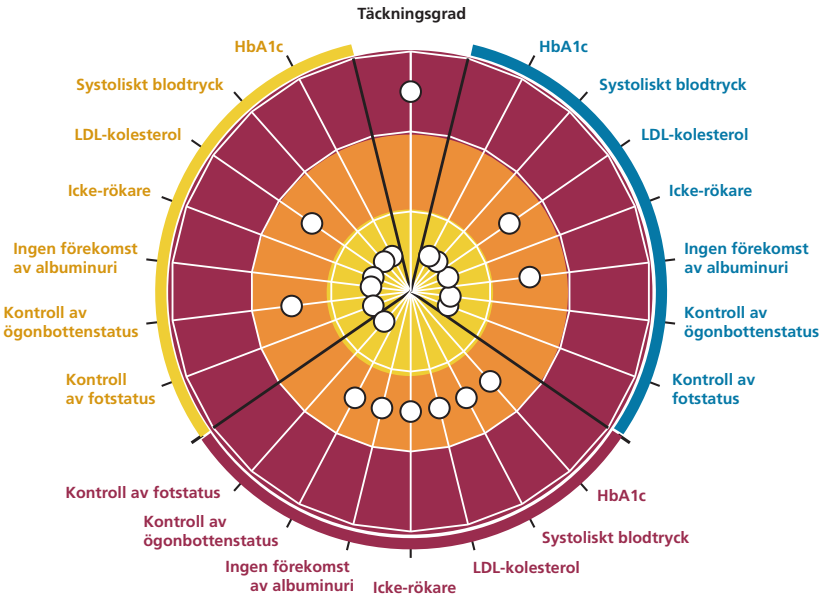 Täckningsgrad
HbA1c
Systoliskt blodtryck
LDL-kolesterol
Icke-rökare
Ingen förekomst
av albuminuri
Kontroll av
ögonbottenstatus
Kontroll av
fotstatus
HbA1c
Systoliskt blodtryck
LDL-kolesterol
Icke-rökare
Ingen förekomst
av albuminuri
Kontroll av
ögonbottenstatus
Kontroll av fotstatus
Kontroll
av fotstatus
Kontroll av
ögonbottenstatus
Ingen förekomst
av albuminuri
Icke-rökare
LDL-kolesterol
Systoliskt blodtryck
HbA1c